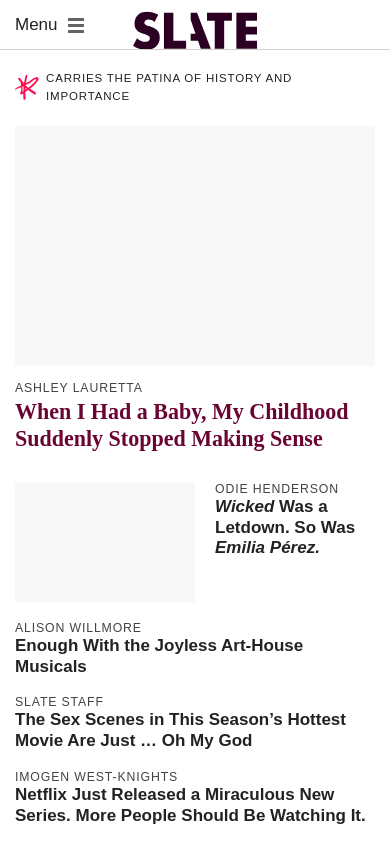 Menu
SLATE
CARRIES THE PATINA OF HISTORY AND
IMPORTANCE
ASHLEY LAURETTA
When I Had a Baby, My Childhood
Suddenly Stopped Making Sense
ODIE HENDERSON
Wicked Was a
Letdown. So Was
Emilia Pérez.
ALISON WILLMORE
Enough With the Joyless Art-House
Musicals
SLATE STAFF
The Sex Scenes in This Season’s Hottest
Movie Are Just … Oh My God
IMOGEN WEST-KNIGHTS
Netflix Just Released a Miraculous New
Series. More People Should Be Watching It.